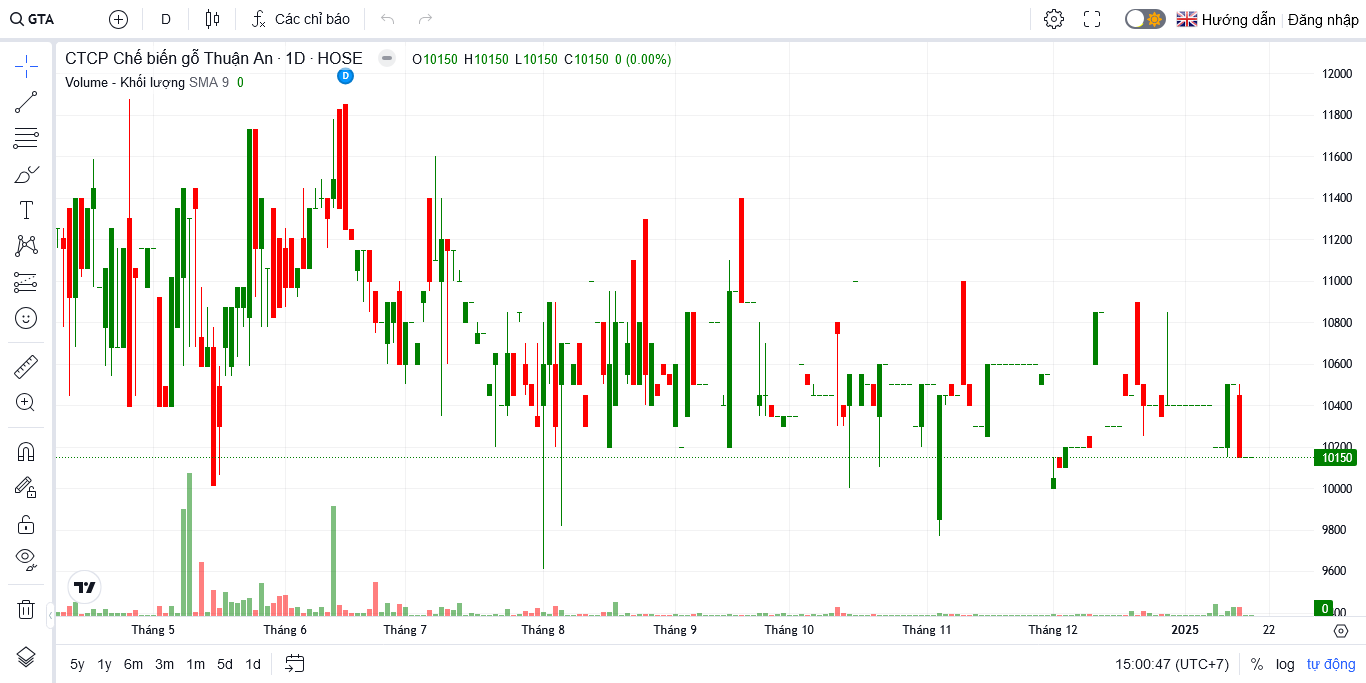 GTA D Các chỉ báo Hướng dẫn Đăng nhập
CTCP Chế biến gỗ Thuận An · 1D · HOSE O10150 H10150 L10150 C10150 0 (0.00%)
D
Volume - Khối lượng SMA 9 0
12000
11800
11600
11400
11200
11000
10800
10600
10400
10200
10150
10000
9800
9600
0 00
Tháng 5 Tháng 6 Tháng 7 Tháng 8 Tháng 9 Tháng 10 Tháng 11 Tháng 12 2025 22
5y 1y 6m 3m 1m 5d 1d 15:00:47 (UTC+7) % log tự động